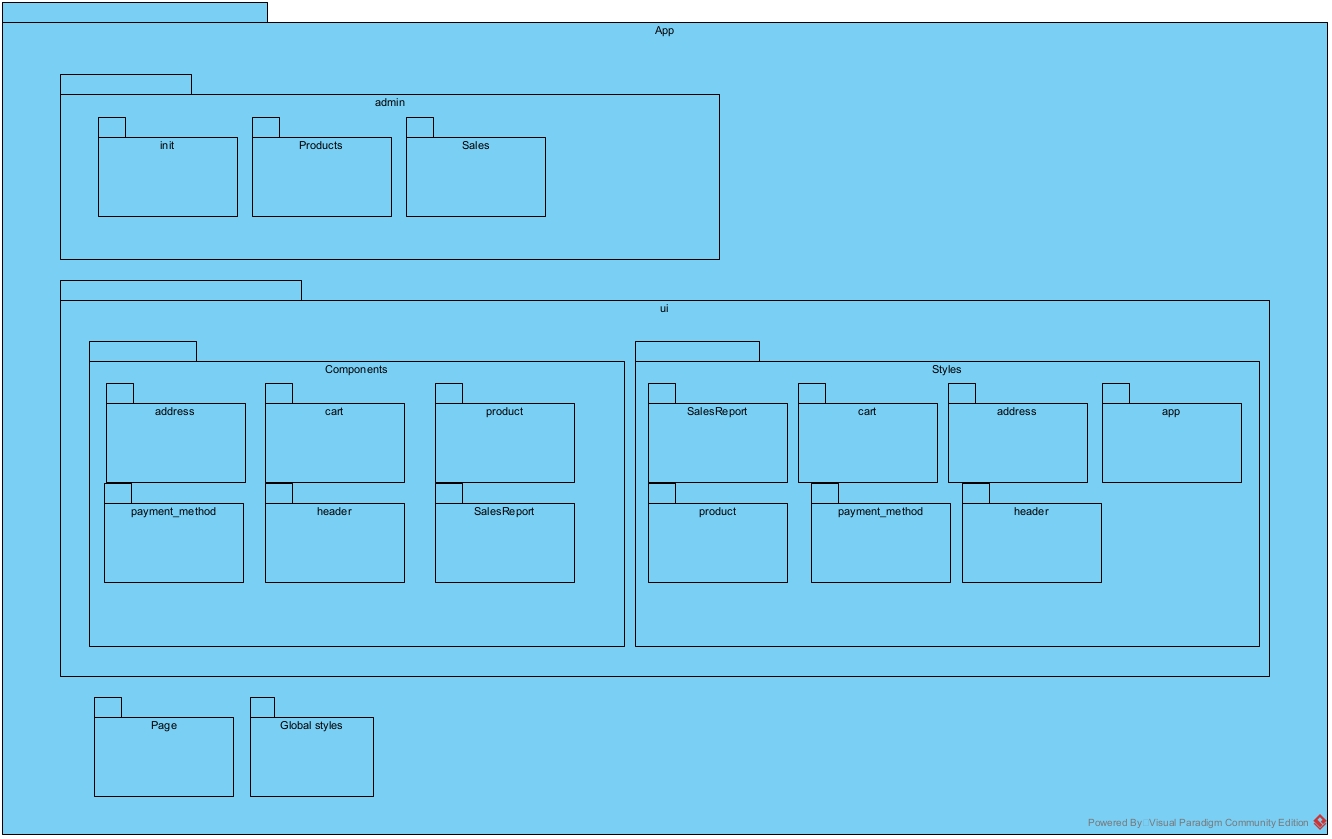 App
admin
init
Products
Sales
ui
Components
address
cart
product
payment_method
header
SalesReport
Styles
SalesReport
cart
address
app
product
payment_method
header
Page
Global styles
Powered By Visual Paradigm Community Edition